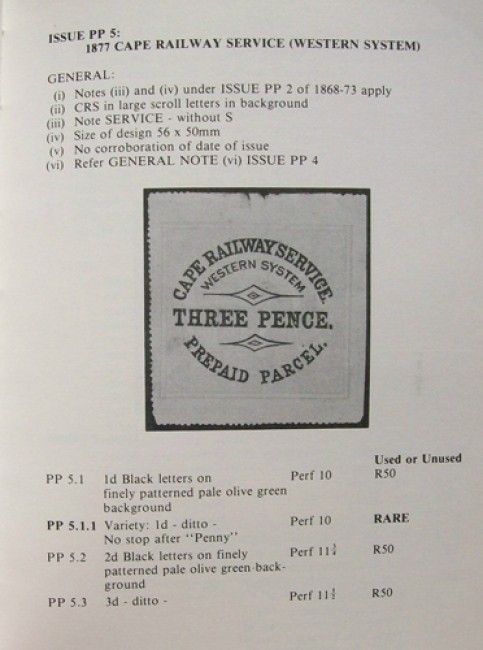 ISSUE PP 5:
1877 CAPE RAILWAY SERVICE (WESTERN SYSTEM)
GENERAL:
(i) Notes (iii) and (iv) under ISSUE PP 2 of 1868-73 apply
(ii) CRS in large scroll letters in background
(iii) Note SERVICE - without S
(iv) Size of design 56 x 50mm
(v) No corroboration of date of issue
(vi) Refer GENERAL NOTE (vi) ISSUE PP 4
CAPE RAILWAY SERVICE.
WESTERN SYSTEM
THREE PENCE.
PREPAID PARCEL.
Used or Unused
PP 5.1 1d Black letters on Perf 10 R50
finely patterned pale olive green
background
PP 5.1.1 Variety: 1d - ditto - Perf 10 RARE
No stop after "Penny"
PP 5.2 2d Black letters on finely Perf 11 R50
patterned pale olive green back-
ground
PP 5.3 3d - ditto - Perf 11 R50